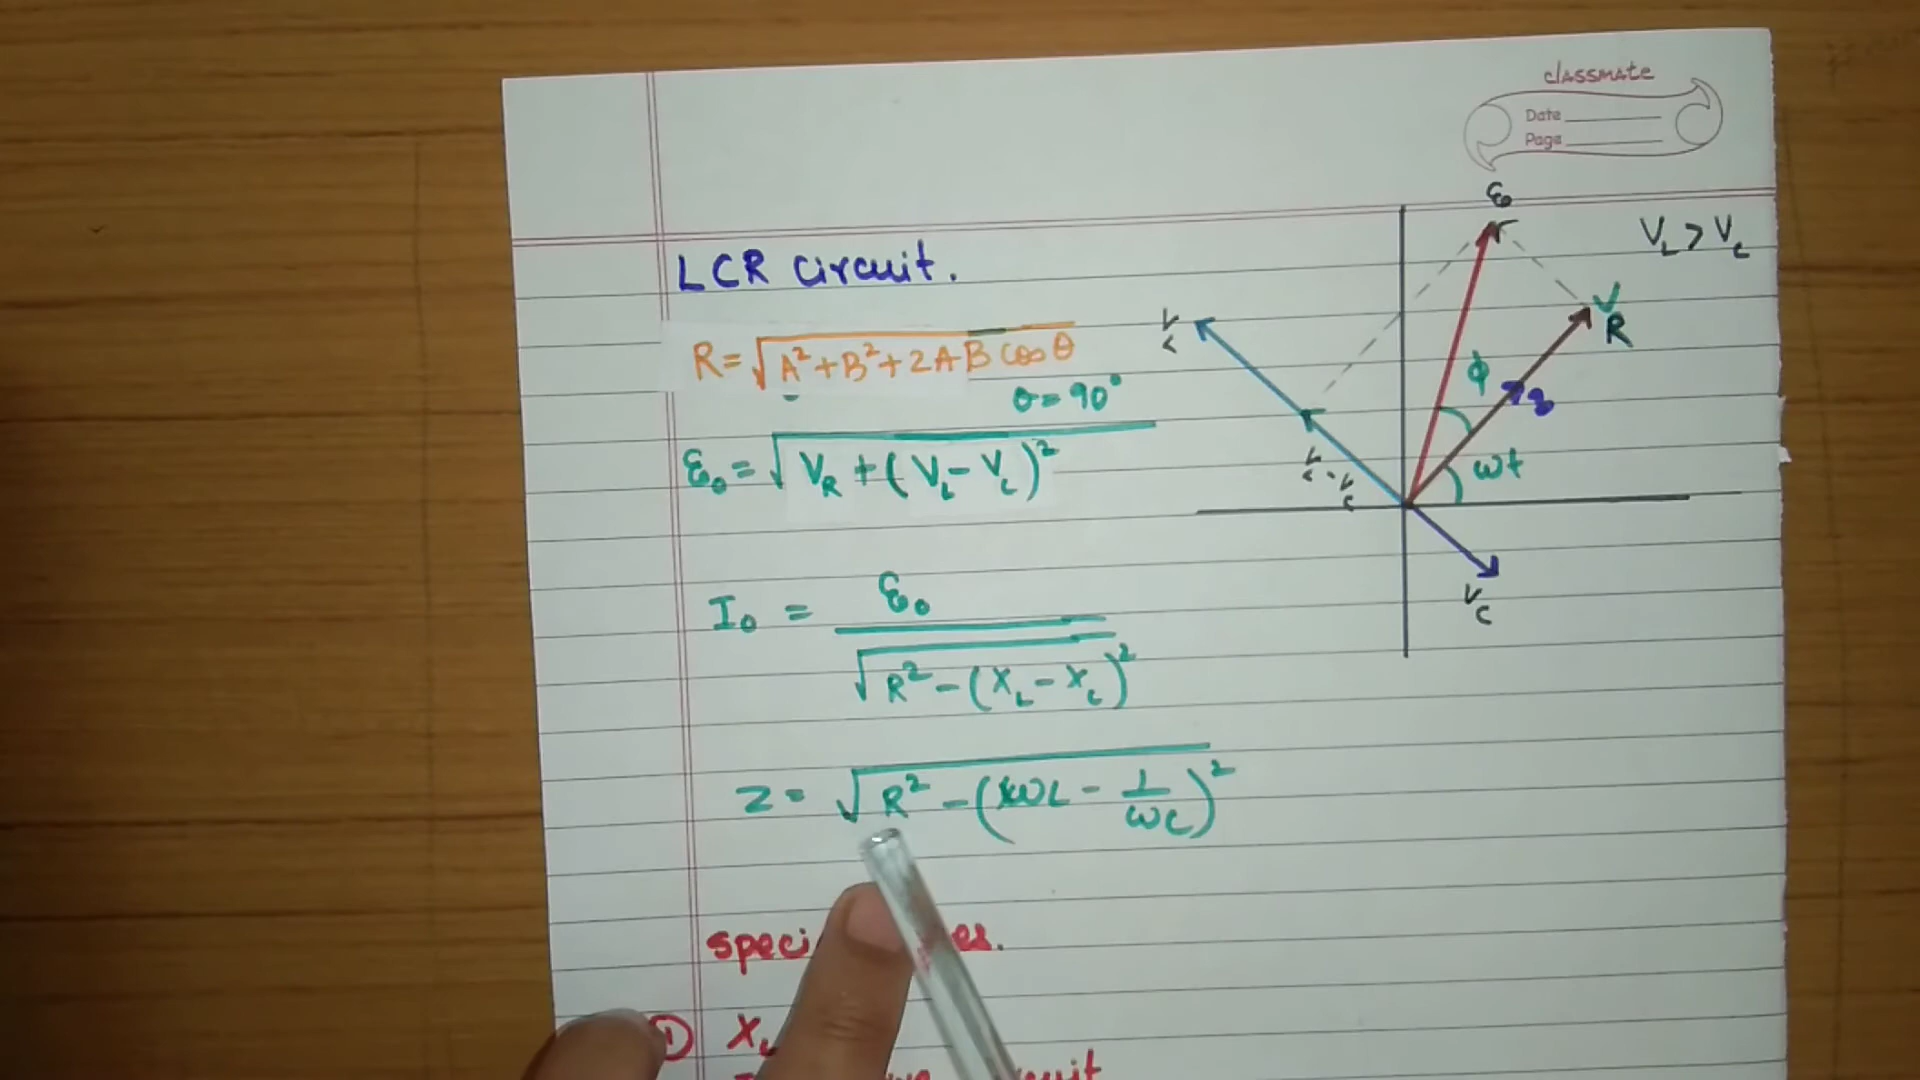 classmate
Date
Page
LCR Circuit.
R = √(A² + B² + 2AB cos θ)
θ = 90°
ε₀ = √(V_R + (V_L - V_C)²)
I₀ = ε₀ / √(R² - (X_L - X_C)²)
Z = √(R² - (ωL - 1/ωC)²)
ε₀
V_L > V_C
V_R
V_L
φ
V_L - V_C
ωt
V_C
①